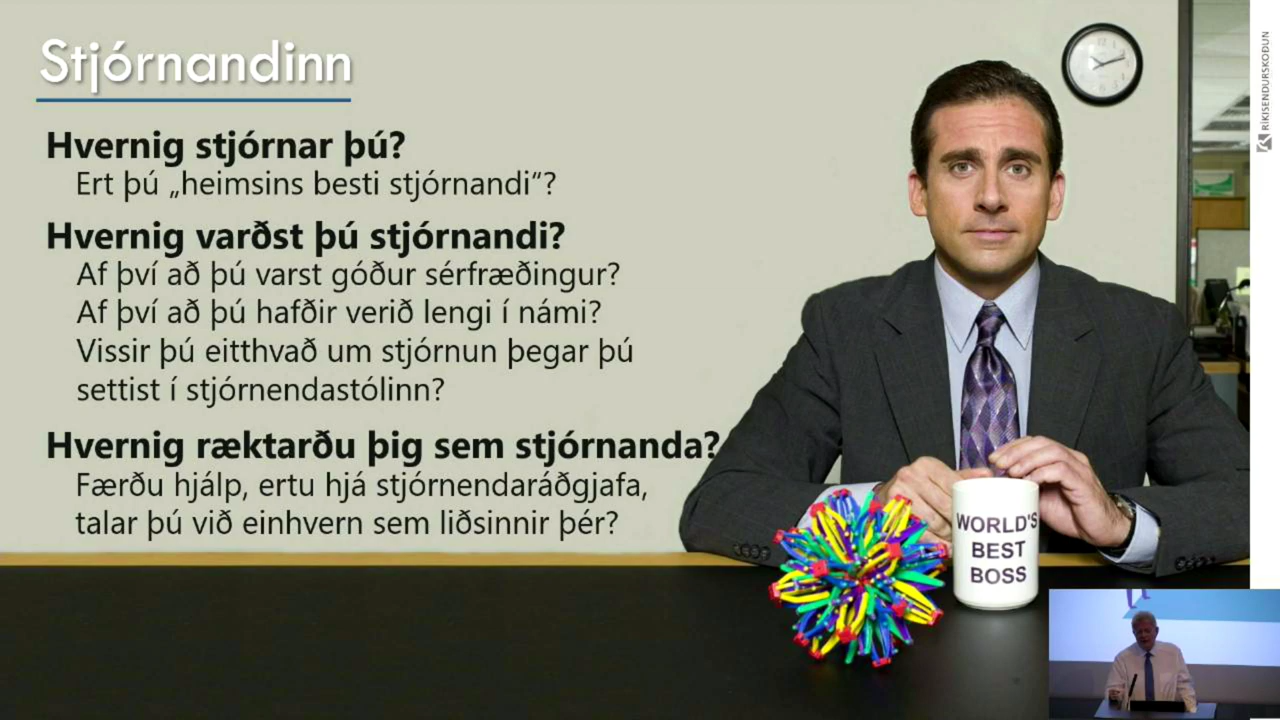 Stjórnandinn
Hvernig stjórnar þú?
Ert þú „heimsins besti stjórnandi“?
Hvernig varðst þú stjórnandi?
Af því að þú varst góður sérfræðingur?
Af því að þú hafðir verið lengi í námi?
Vissir þú eitthvað um stjórnun þegar þú
settist í stjórnendastólinn?
Hvernig ræktarðu þig sem stjórnanda?
Færðu hjálp, ertu hjá stjórnendaráðgjafa,
talar þú við einhvern sem liðsinnir þér?
WORLD'S
BEST
BOSS
RÍKISENDURSKOÐUN